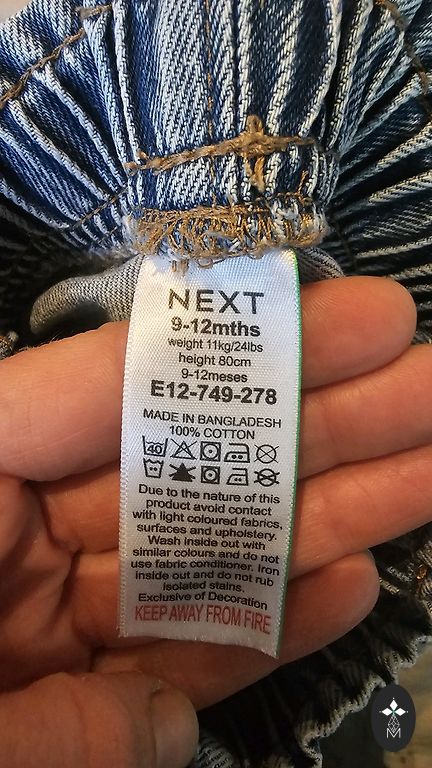 NEXT
9-12mths
weight 11kg/24lbs
height 80cm
9-12meses
E12-749-278
MADE IN BANGLADESH
100% COTTON
40
Due to the nature of this
product avoid contact
with light coloured fabrics,
surfaces and upholstery.
Wash inside out with
similar colours and do not
use fabric conditioner. Iron
inside out and do not rub
isolated stains.
Exclusive of Decoration
KEEP AWAY FROM FIRE
M